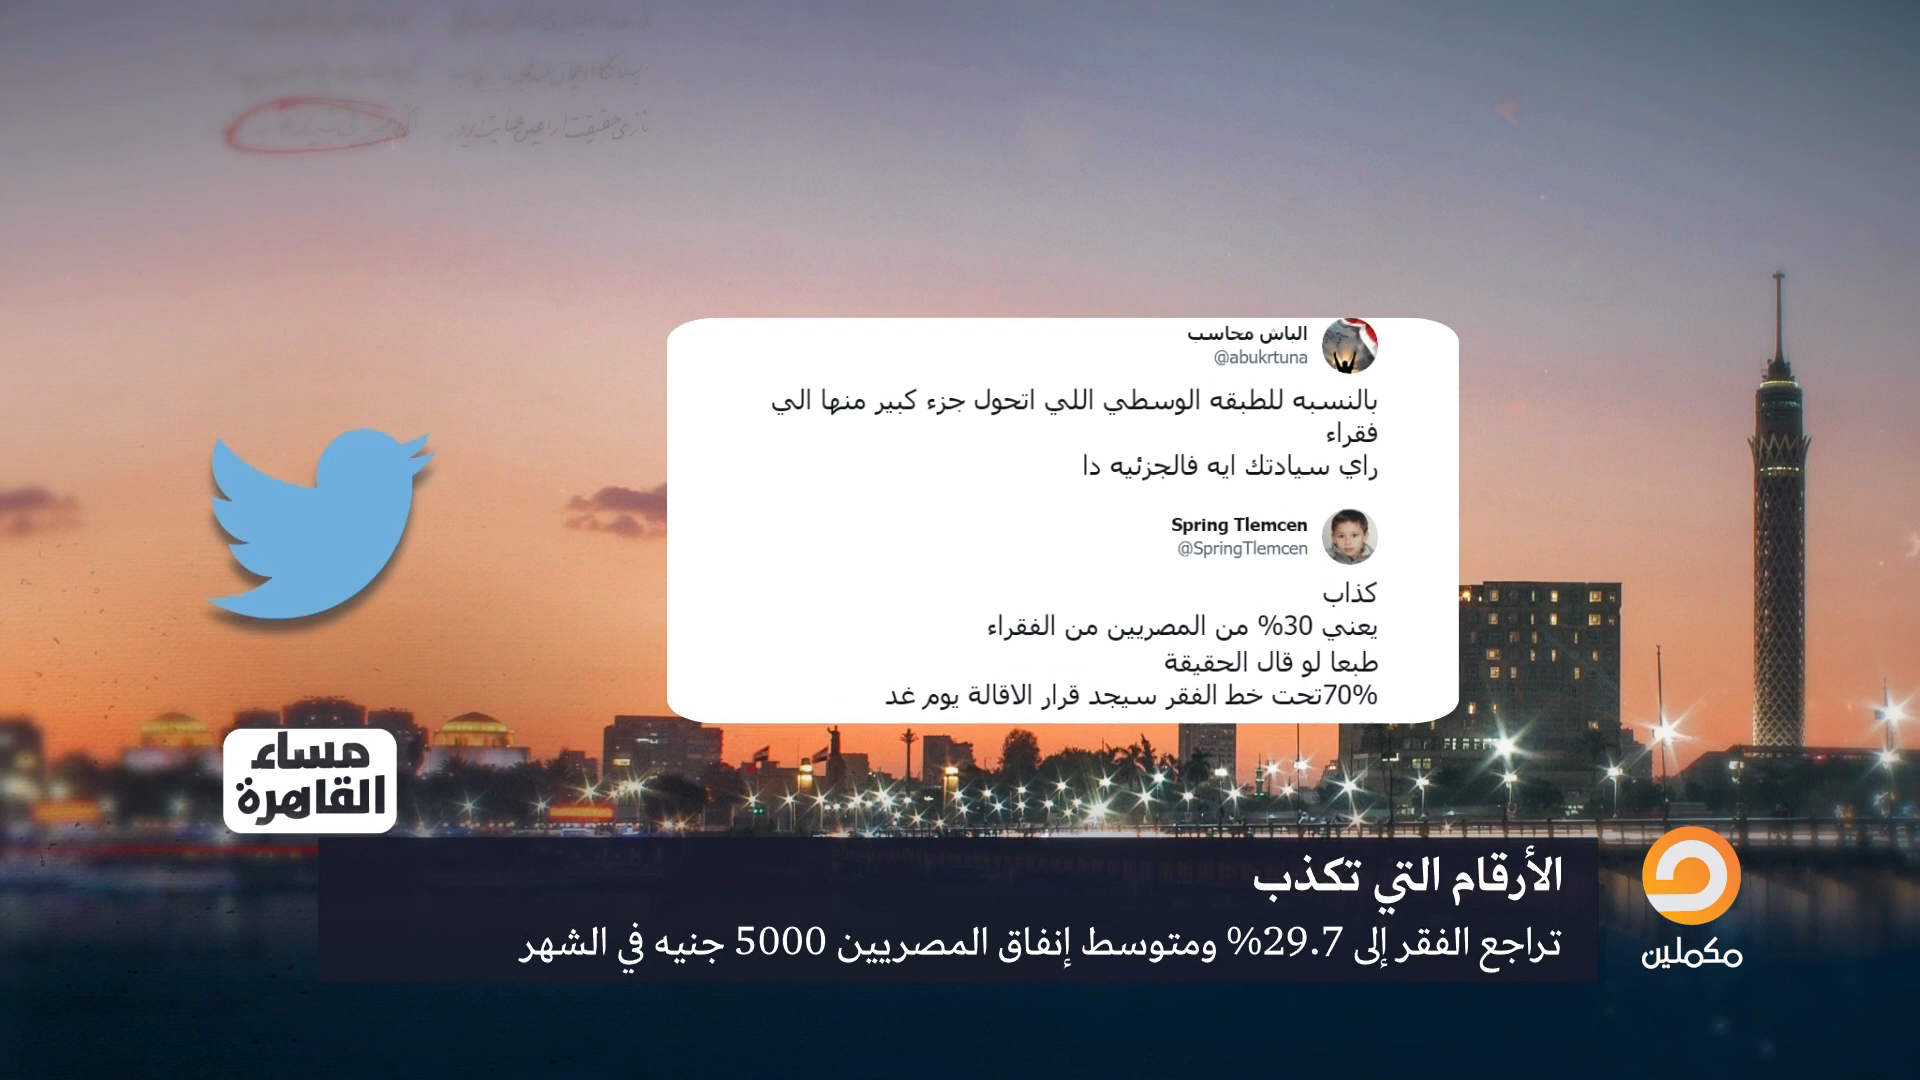 الباش محاسب
@abukrtuna
بالنسبه للطبقه الوسطي اللي اتحول جزء كبير منها الي
فقراء
راي سيادتك ايه فالجزئيه دا
Spring Tlemcen
@SpringTlemcen
كذاب
يعني 30% من المصريين من الفقراء
طبعا لو قال الحقيقة
70%تحت خط الفقر سيجد قرار الاقالة يوم غد
مساء
القاهرة
الأرقام التي تكذب
تراجع الفقر إلى 29.7% ومتوسط إنفاق المصريين 5000 جنيه في الشهر
مكملين